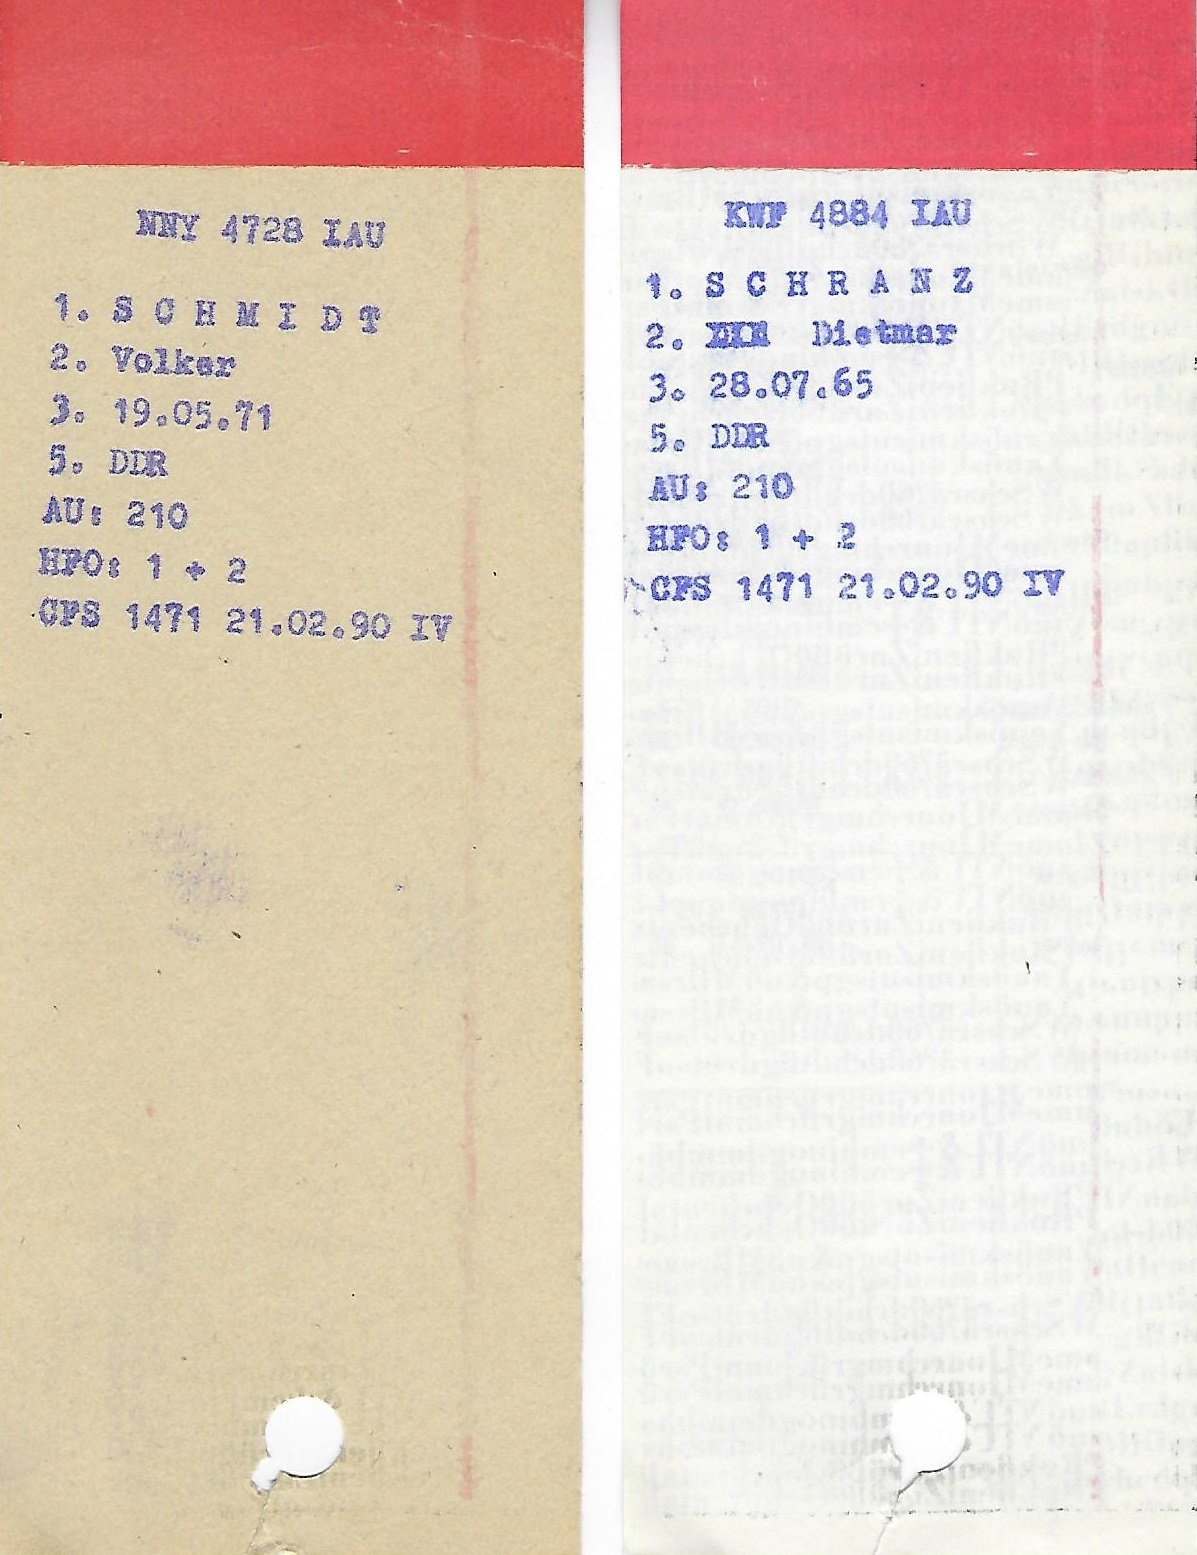 NNY 4728 IAU
1. S C H M I D T
2. Volker
3. 19.05.71
5. DDR
AU: 210
HFO: 1 + 2
CFS 1471 21.02.90 IV
KWF 4884 IAU
1. S C H R A N Z
2. Dietmar
3. 28.07.65
5. DDR
AU: 210
HFO: 1 + 2
CFS 1471 21.02.90 IV